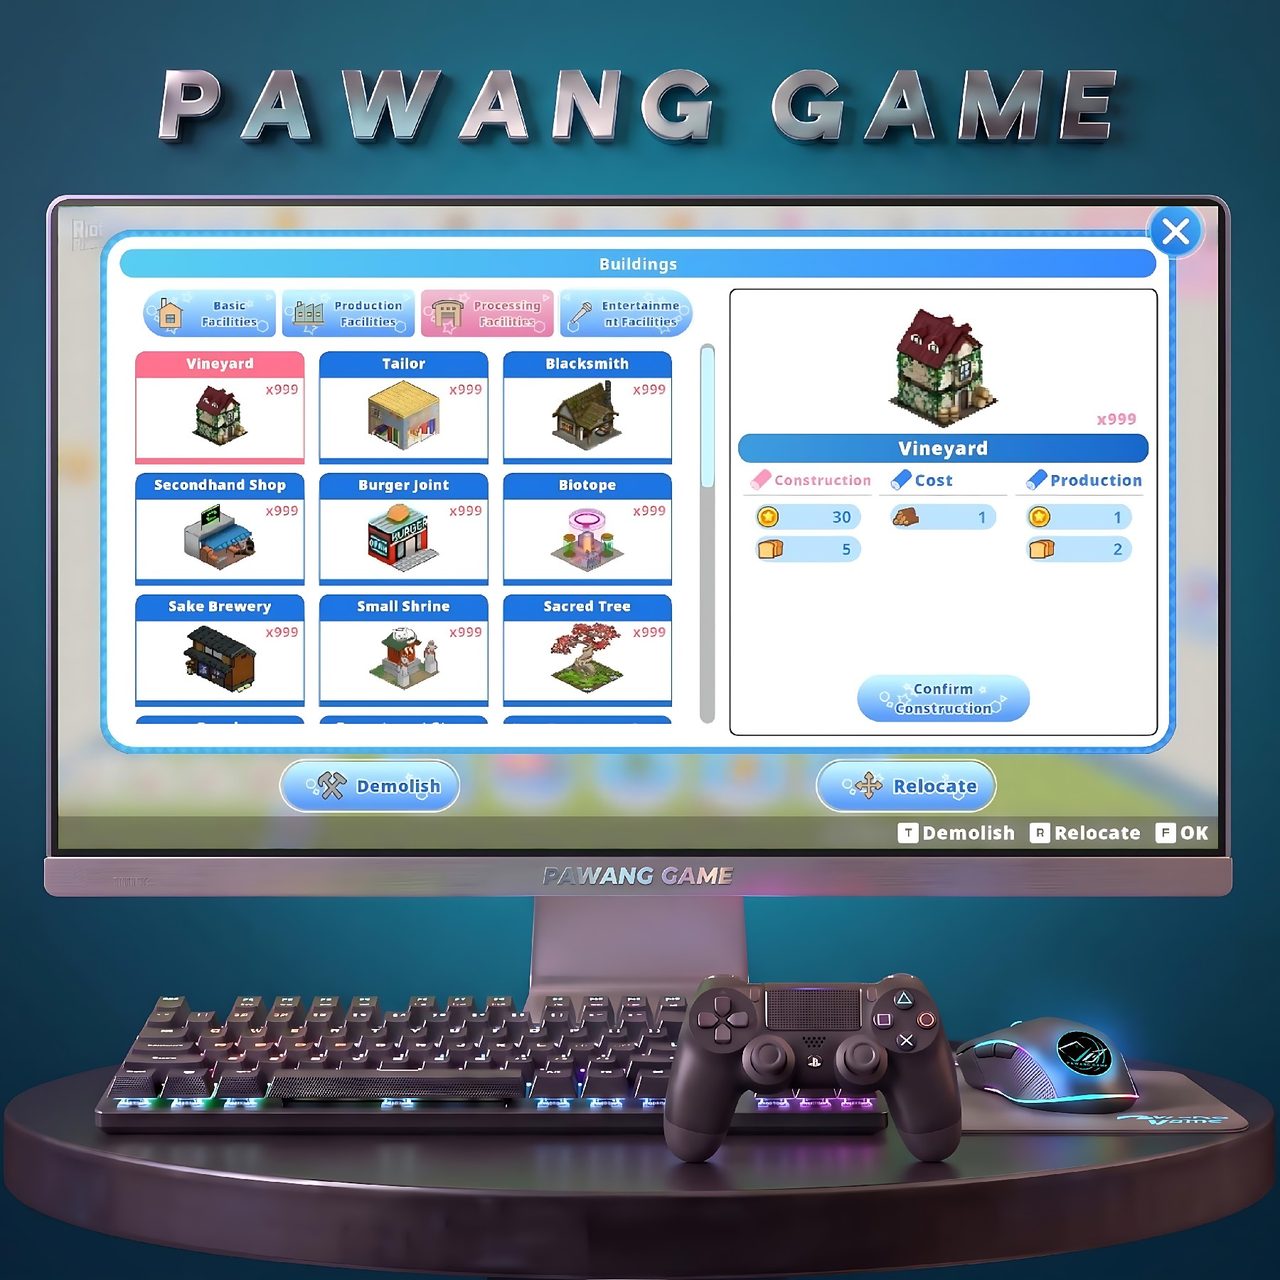 PAWANG GAME
Buildings
Basic
Facilities
Production
Facilities
Processing
Facilities
Entertainme
nt Facilities
Vineyard
x999
Tailor
x999
Blacksmith
x999
Secondhand Shop
x999
Burger Joint
x999
BURGER
OPEN
Biotope
x999
Sake Brewery
x999
Small Shrine
x999
Sacred Tree
x999
x999
Vineyard
Construction
Cost
Production
30
1
1
5
2
Confirm
Construction
Demolish
Relocate
T Demolish R Relocate F OK
PAWANG GAME